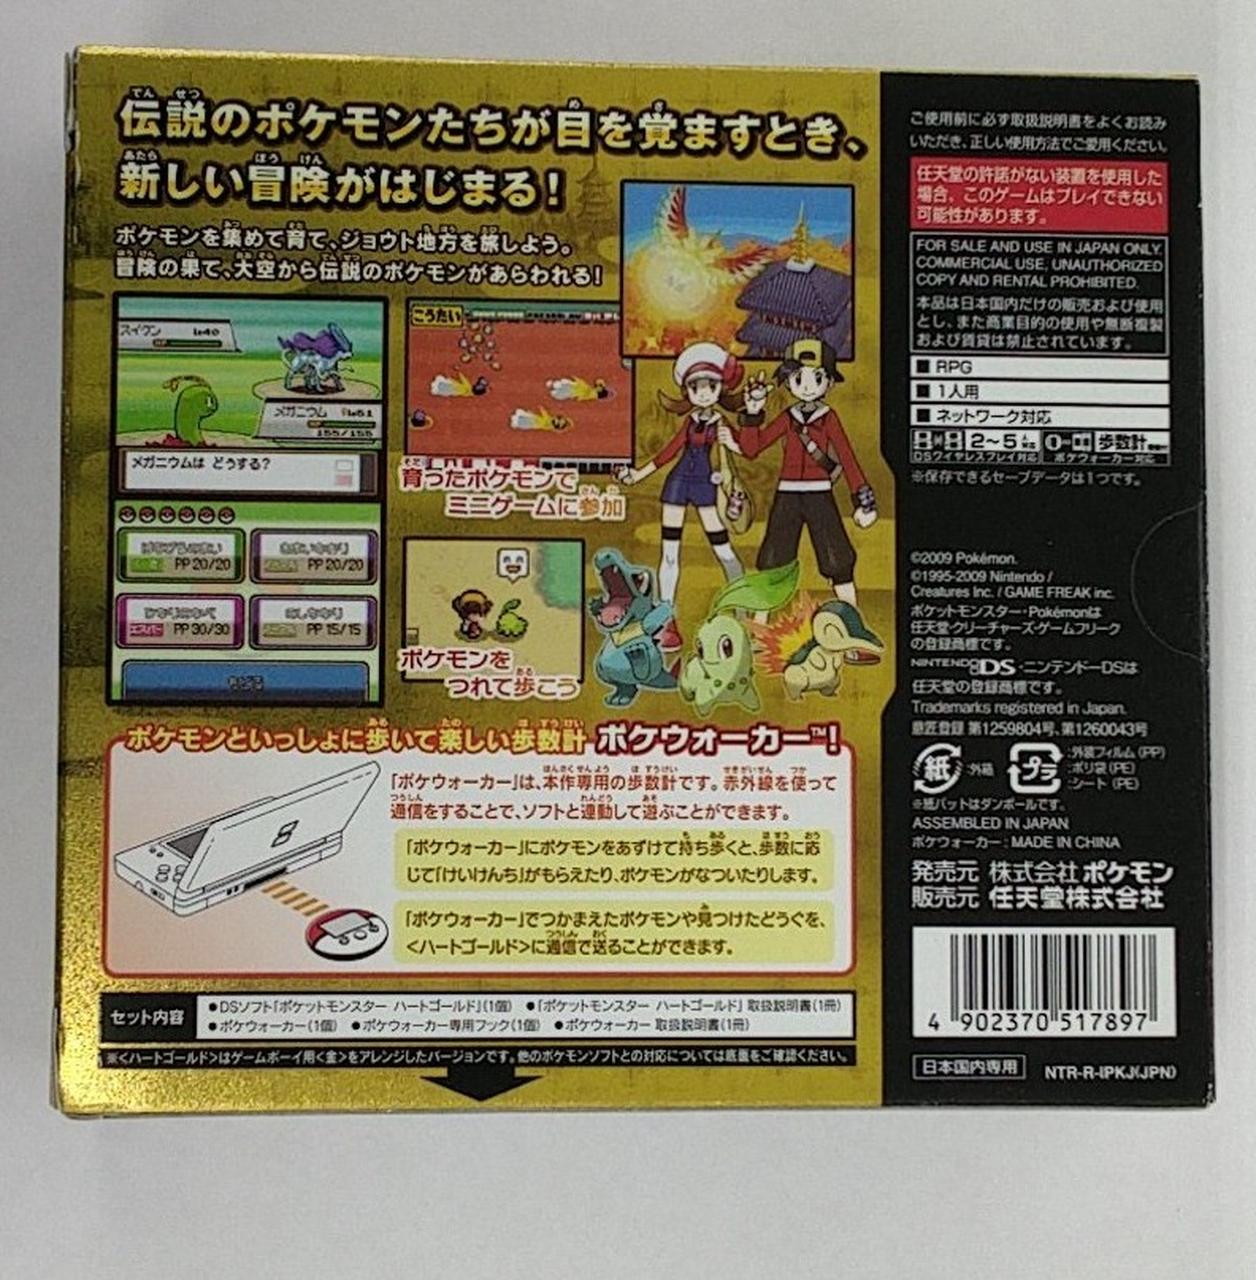 伝説のポケモンたちが目を覚ますとき、
新しい冒険がはじまる!
ポケモンを集めて育て、ジョウト地方を旅しよう。
冒険の果て、大空から伝説のポケモンがあらわれる!
スイクン Lv40
HP
メガニウム Lv51
HP
155/155
メガニウムは どうする?
PP 20/20
PP 20/20
PP 30/30
PP 15/15
もどる
こうたい
育ったポケモンで
ミニゲームに参加
ポケモンを
つれて歩こう
ポケモンといっしょに歩いて楽しい歩数計 ポケウォーカー™!
「ポケウォーカー」は、本作専用の歩数計です。赤外線を使って
通信をすることで、ソフトと連動して遊ぶことができます。
「ポケウォーカー」にポケモンをあずけて持ち歩くと、歩数に応
じて「けいけんち」がもらえたり、ポケモンがなついたりします。
「ポケウォーカー」でつかまえたポケモンや見つけたどうぐを、
<ハートゴールド>に通信で送ることができます。
セット内容
●DSソフト「ポケットモンスター ハートゴールド」(1個) ●「ポケットモンスター ハートゴールド」取扱説明書(1冊)
●ポケウォーカー(1個) ●ポケウォーカー専用フック(1個) ●ポケウォーカー 取扱説明書(1冊)
※<ハートゴールド>はゲームボーイ用<金>をアレンジしたバージョンです。他のポケモンソフトとの対応については底面をご確認ください。
ご使用前に必ず取扱説明書をよくお読み
いただき、正しい使用方法でご愛用ください。
任天堂の許諾がない装置を使用した
場合、このゲームはプレイできない
可能性があります。
FOR SALE AND USE IN JAPAN ONLY.
COMMERCIAL USE, UNAUTHORIZED
COPY AND RENTAL PROHIBITED.
本品は日本国内だけの販売および使用
とし、また商業目的の使用や無断複製
および賃貸は禁止されています。
■ RPG
■ 1人用
■ ネットワーク対応
2~5人 対応
DSワイヤレスプレイ対応
歩数計
ポケウォーカー対応
※保存できるセーブデータは1つです。
©2009 Pokémon.
©1995-2009 Nintendo /
Creatures Inc. / GAME FREAK inc.
ポケットモンスター・Pokémonは
任天堂・クリーチャーズ・ゲームフリーク
の登録商標です。
NINTENDO DS・ニンテンドーDSは
任天堂の登録商標です。
Trademarks registered in Japan.
意匠登録 第1259804号、第1260043号
紙 :外箱
プラ :外装フィルム (PP)
:ポリ袋 (PE)
:シート (PE)
※紙パットはダンボールです。
ASSEMBLED IN JAPAN
ポケウォーカー : MADE IN CHINA
発売元 株式会社 ポケモン
販売元 任天堂株式会社
4 902370 517897
日本国内専用
NTR-R-IPKJ(JPN)